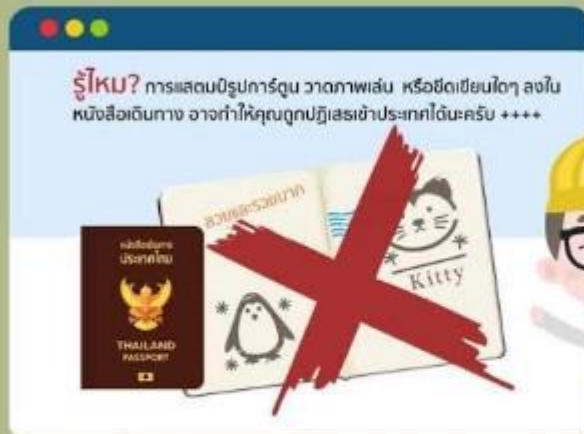 รู้ไหม? การแสตมป์รูปการ์ตูน วาดภาพเล่น หรือขีดเขียนใดๆ ลงใน
หนังสือเดินทาง อาจทำให้คุณถูกปฏิเสธเข้าประเทศได้นะครับ ++++
สวยและรวยมาก
Kitty
หนังสือเดินทาง
ประเทศไทย
THAILAND
PASSPORT